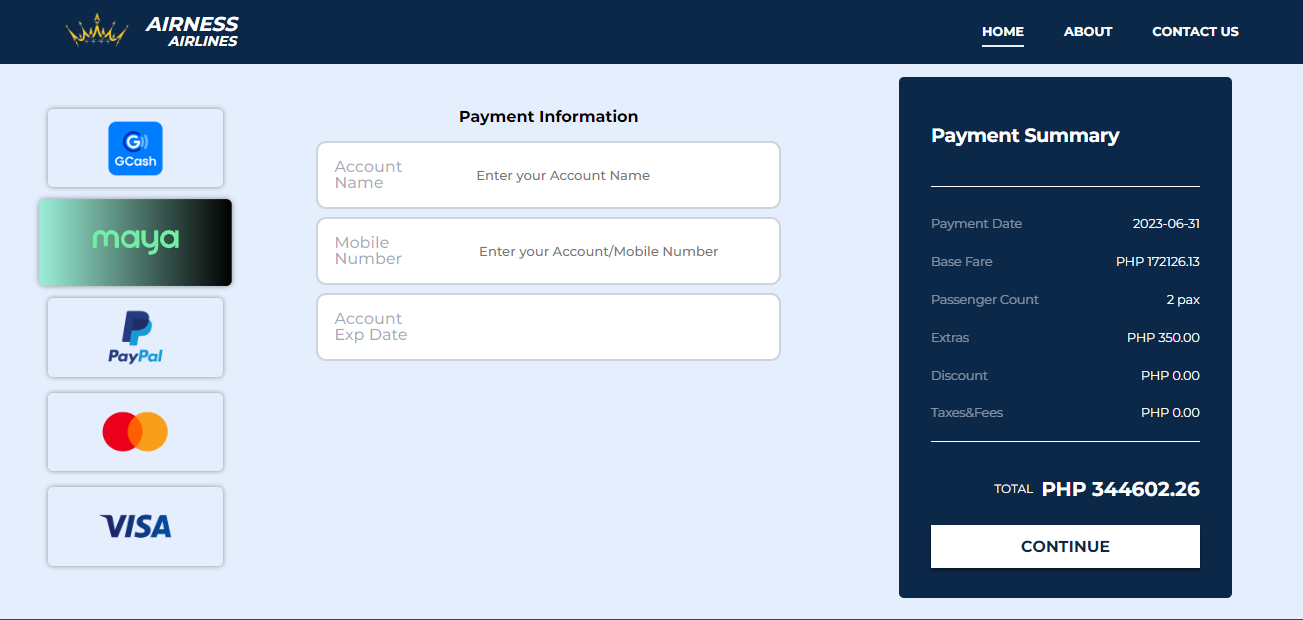 AIRNESS
AIRLINES
HOME
ABOUT
CONTACT US
GCash
maya
PayPal
VISA
Payment Information
Account
Name
Enter your Account Name
Mobile
Number
Enter your Account/Mobile Number
Account
Exp Date
Payment Summary
Payment Date 2023-06-31
Base Fare PHP 172126.13
Passenger Count 2 pax
Extras PHP 350.00
Discount PHP 0.00
Taxes&Fees PHP 0.00
TOTAL PHP 344602.26
CONTINUE